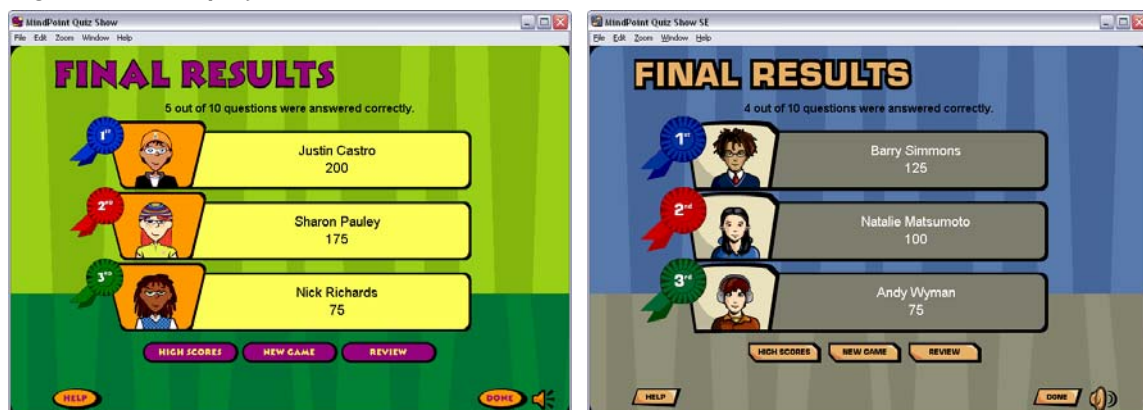 MindPoint Quiz Show
File Edit Zoom Window Help
FINAL RESULTS
5 out of 10 questions were answered correctly.
1st
Justin Castro
200
2nd
Sharon Pauley
175
3rd
Nick Richards
75
HIGH SCORES NEW GAME REVIEW
HELP DONE
MindPoint Quiz Show SE
File Edit Zoom Window Help
FINAL RESULTS
4 out of 10 questions were answered correctly.
1st
Barry Simmons
125
2nd
Natalie Matsumoto
100
3rd
Andy Wyman
75
HIGH SCORES NEW GAME REVIEW
HELP DONE